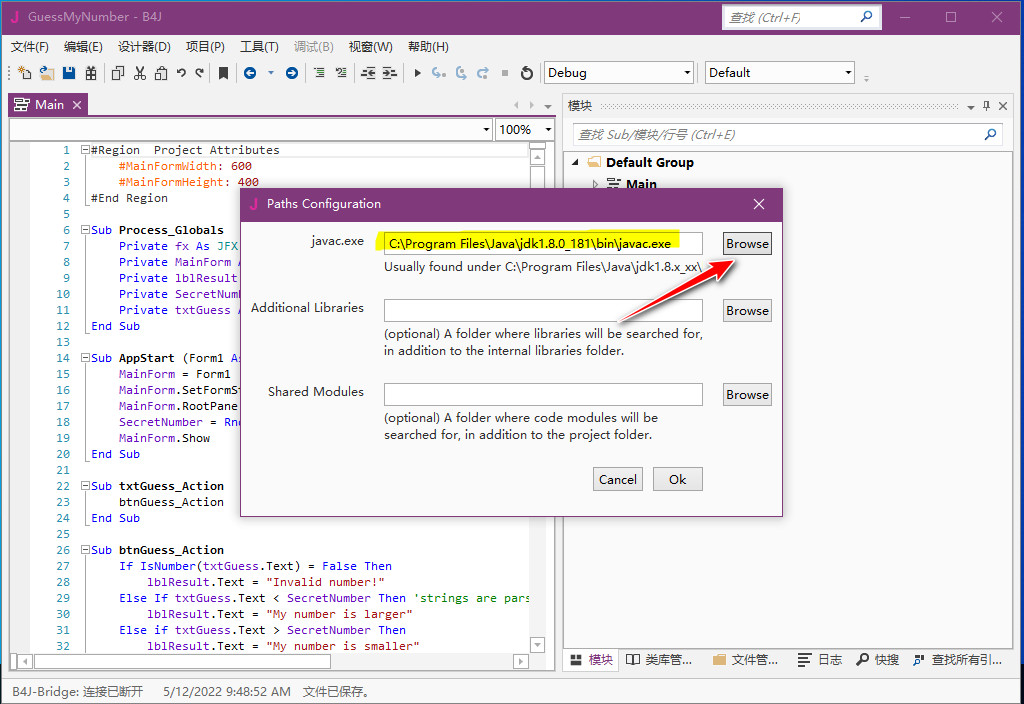 GuessMyNumber - B4J
查找 (Ctrl+F)
文件(F) 编辑(E) 设计器(D) 项目(P) 工具(T) 调试(B) 视窗(W) 帮助(H)
Debug Default
Main
100%
模块
查找 Sub/模块/行号 (Ctrl+E)
Default Group
Main
1 #Region Project Attributes
2 #MainFormWidth: 600
3 #MainFormHeight: 400
4 #End Region
5
6 Sub Process_Globals
7 Private fx As JFX
8 Private MainForm
9 Private lblResult
10 Private SecretNum
11 Private txtGuess
12 End Sub
13
14 Sub AppStart (Form1 As
15 MainForm = Form1
16 MainForm.SetFormSt
17 MainForm.RootPane
18 SecretNumber = Rn
19 MainForm.Show
20 End Sub
21
22 Sub txtGuess_Action
23 btnGuess_Action
24 End Sub
25
26 Sub btnGuess_Action
27 If IsNumber(txtGuess.Text) = False Then
28 lblResult.Text = "Invalid number!"
29 Else If txtGuess.Text < SecretNumber Then 'strings are pars
30 lblResult.Text = "My number is larger"
31 Else if txtGuess.Text > SecretNumber Then
32 lblResult.Text = "My number is smaller"
Paths Configuration
javac.exe C:\Program Files\Java\jdk1.8.0_181\bin\javac.exe Browse
Usually found under C:\Program Files\Java\jdk1.8.x_xx\
Additional Libraries Browse
(optional) A folder where libraries will be searched for,
in addition to the internal libraries folder.
Shared Modules Browse
(optional) A folder where code modules will be
searched for, in addition to the project folder.
Cancel Ok
模块 类库管... 文件管... 日志 快搜 查找所有引...
B4J-Bridge: 连接已断开 5/12/2022 9:48:52 AM 文件已保存。